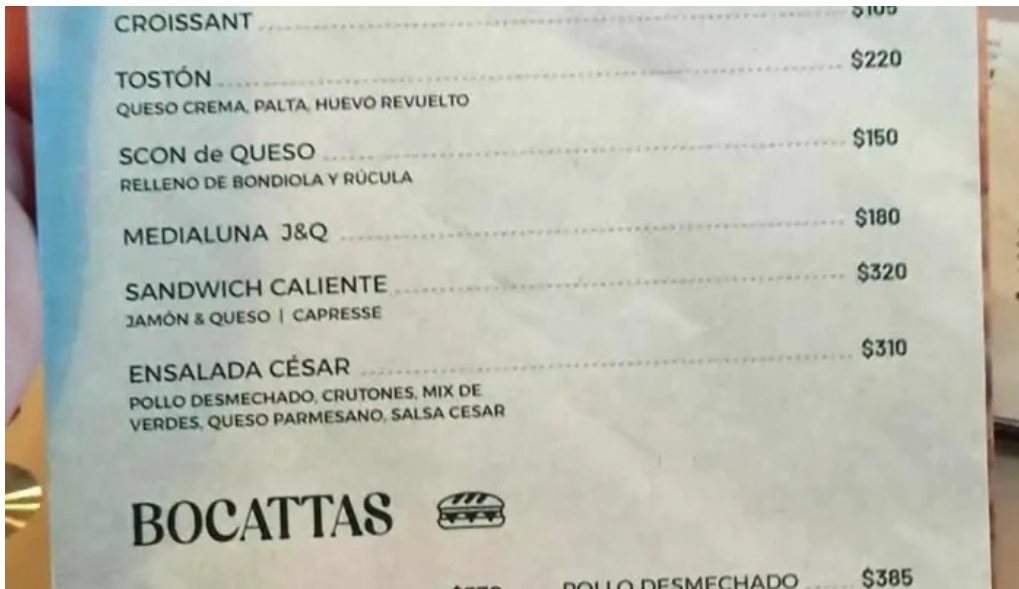 CROISSANT ........ $105
TOSTÓN ........ $220
QUESO CREMA, PALTA, HUEVO REVUELTO
SCON de QUESO ........ $150
RELLENO DE BONDIOLA Y RÚCULA
MEDIALUNA J&Q ........ $180
SANDWICH CALIENTE ........ $320
JAMÓN & QUESO | CAPRESSE
ENSALADA CÉSAR ........ $310
POLLO DESMECHADO, CRUTONES, MIX DE
VERDES, QUESO PARMESANO, SALSA CESAR
BOCATTAS
POLLO DESMECHADO ........ $385